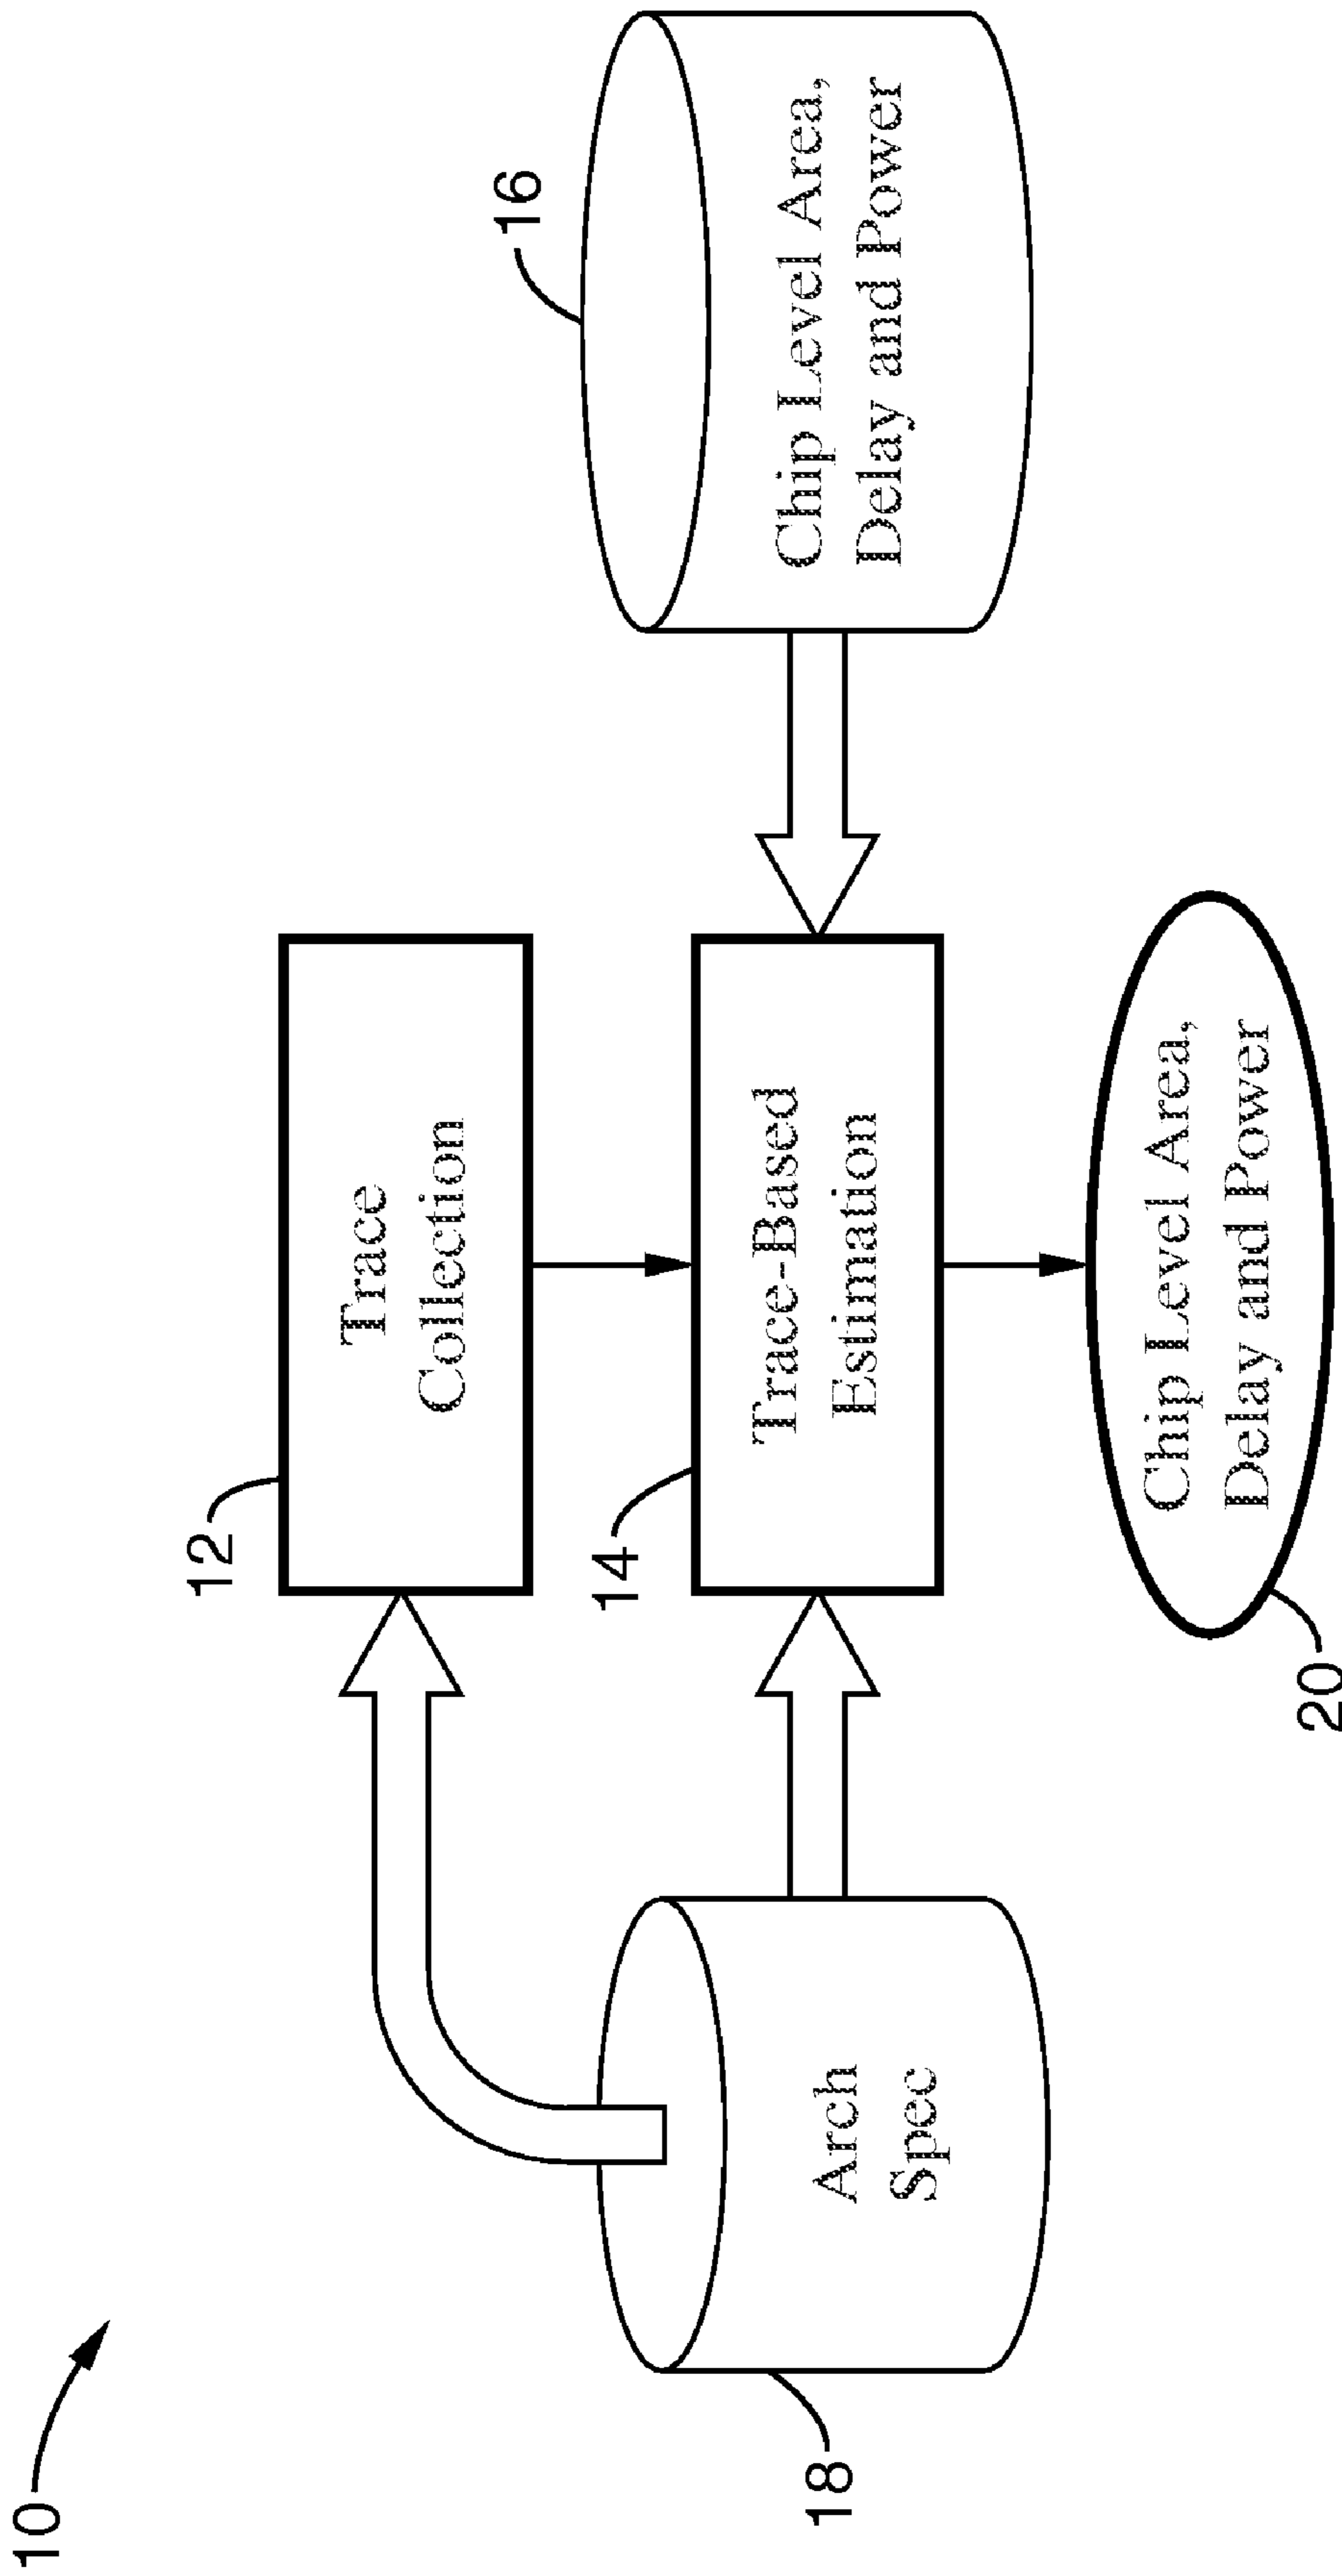 10
12
Trace
Collection
14
Trace-Based
Estimation
16
Chip Level Area,
Delay and Power
18
Arch
Spec
Chip Level Area,
Delay and Power
20